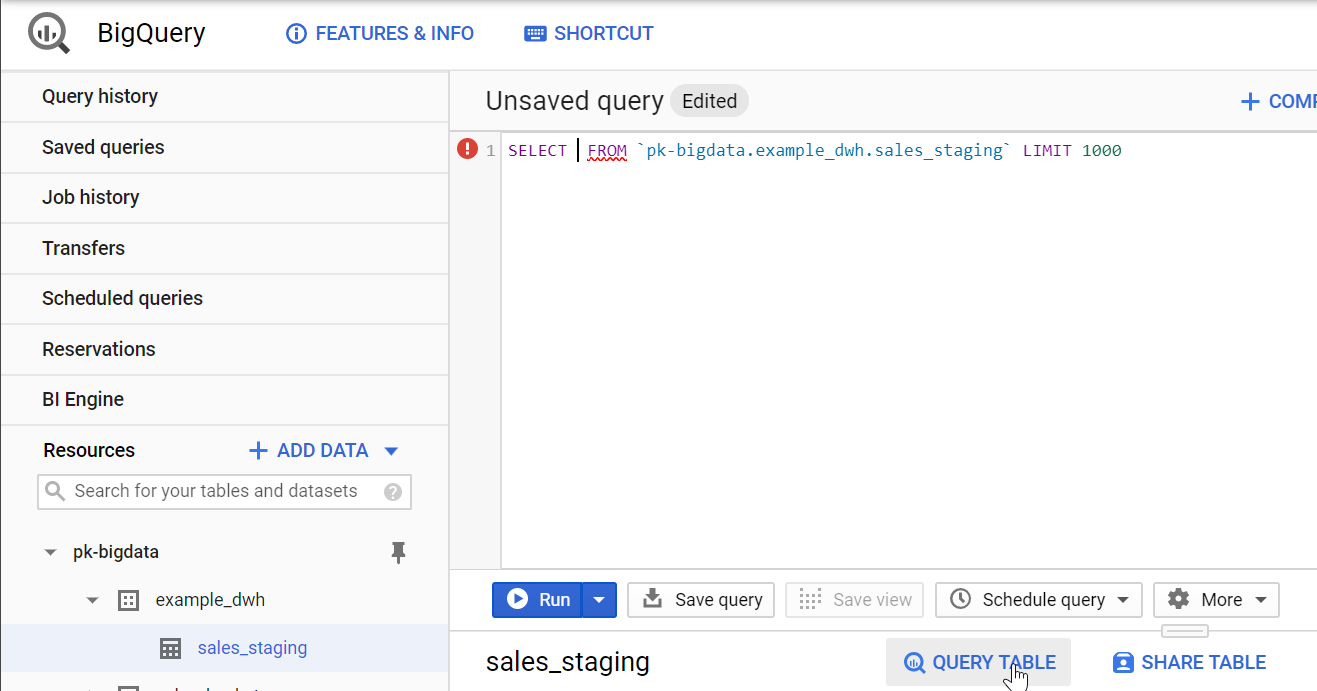 BigQuery FEATURES & INFO SHORTCUT
Query history
Saved queries
Job history
Transfers
Scheduled queries
Reservations
BI Engine
Resources ADD DATA
Search for your tables and datasets ?
pk-bigdata
example_dwh
sales_staging
Unsaved query Edited
! 1 SELECT FROM `pk-bigdata.example_dwh.sales_staging` LIMIT 1000
Run Save query Save view Schedule query More
sales_staging QUERY TABLE SHARE TABLE